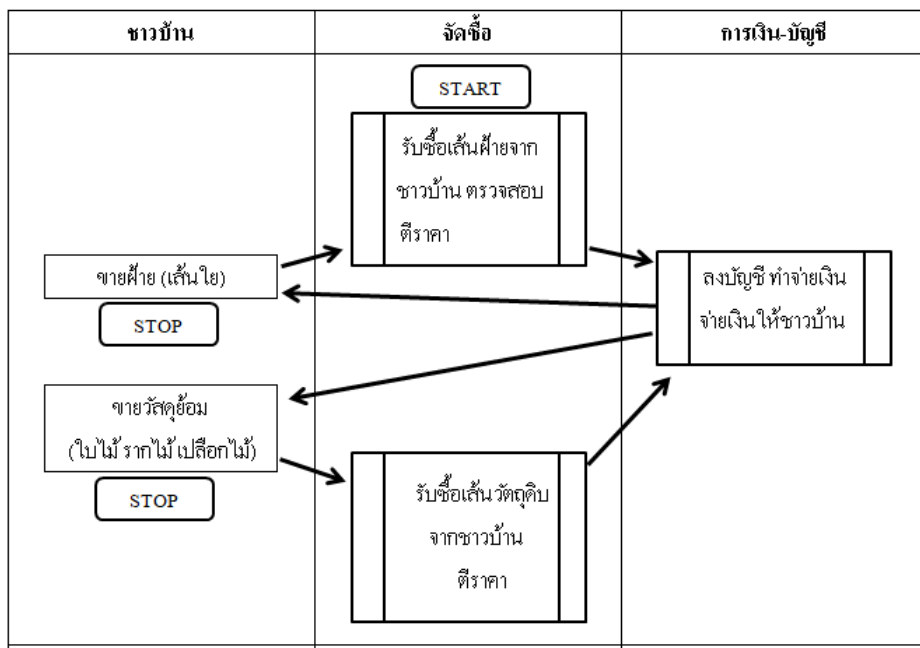 ชาวบ้าน
จัดซื้อ
การเงิน-บัญชี
START
รับซื้อเส้นฝ้ายจาก
ชาวบ้าน ตรวจสอบ
ตีราคา
ขายฝ้าย (เส้นใย)
STOP
ลงบัญชี ทำจ่ายเงิน
จ่ายเงินให้ชาวบ้าน
ขายวัสดุย้อม
(ใบไม้ รากไม้ เปลือกไม้)
STOP
รับซื้อเส้นวัตถุดิบ
จากชาวบ้าน
ตีราคา